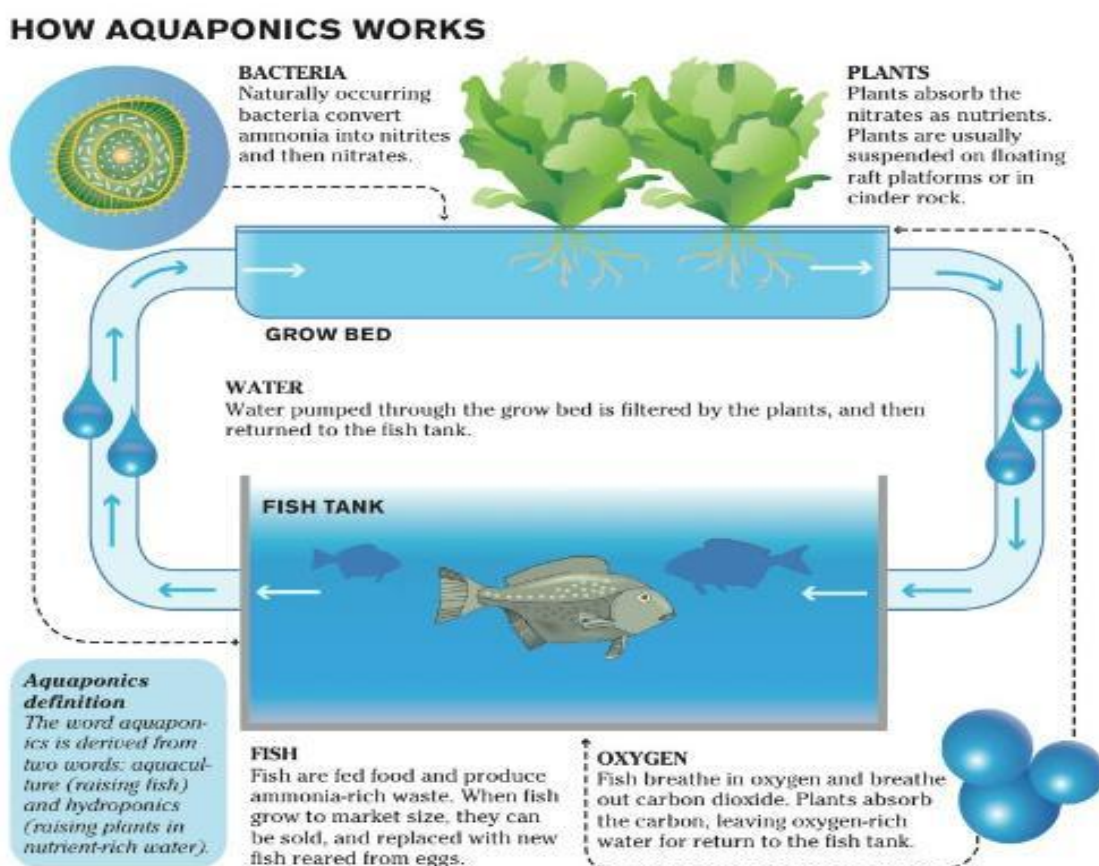 HOW AQUAPONICS WORKS
BACTERIA
Naturally occurring
bacteria convert
ammonia into nitrites
and then nitrates.
PLANTS
Plants absorb the
nitrates as nutrients.
Plants are usually
suspended on floating
raft platforms or in
cinder rock.
GROW BED
WATER
Water pumped through the grow bed is filtered by the plants, and then
returned to the fish tank.
FISH TANK
Aquaponics
definition
The word aquapon-
ics is derived from
two words: aquacul-
ture (raising fish)
and hydroponics
(raising plants in
nutrient-rich water).
FISH
Fish are fed food and produce
ammonia-rich waste. When fish
grow to market size, they can
be sold, and replaced with new
fish reared from eggs.
OXYGEN
Fish breathe in oxygen and breathe
out carbon dioxide. Plants absorb
the carbon, leaving oxygen-rich
water for return to the fish tank.